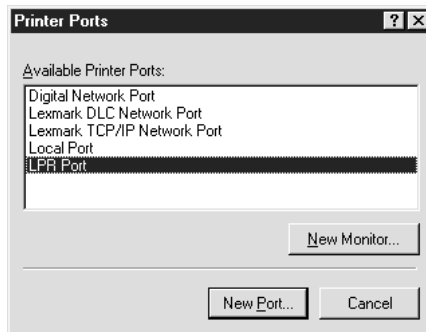 Printer Ports
Available Printer Ports:
Digital Network Port
Lexmark DLC Network Port
Lexmark TCP/IP Network Port
Local Port
LPR Port
New Monitor...
New Port... Cancel